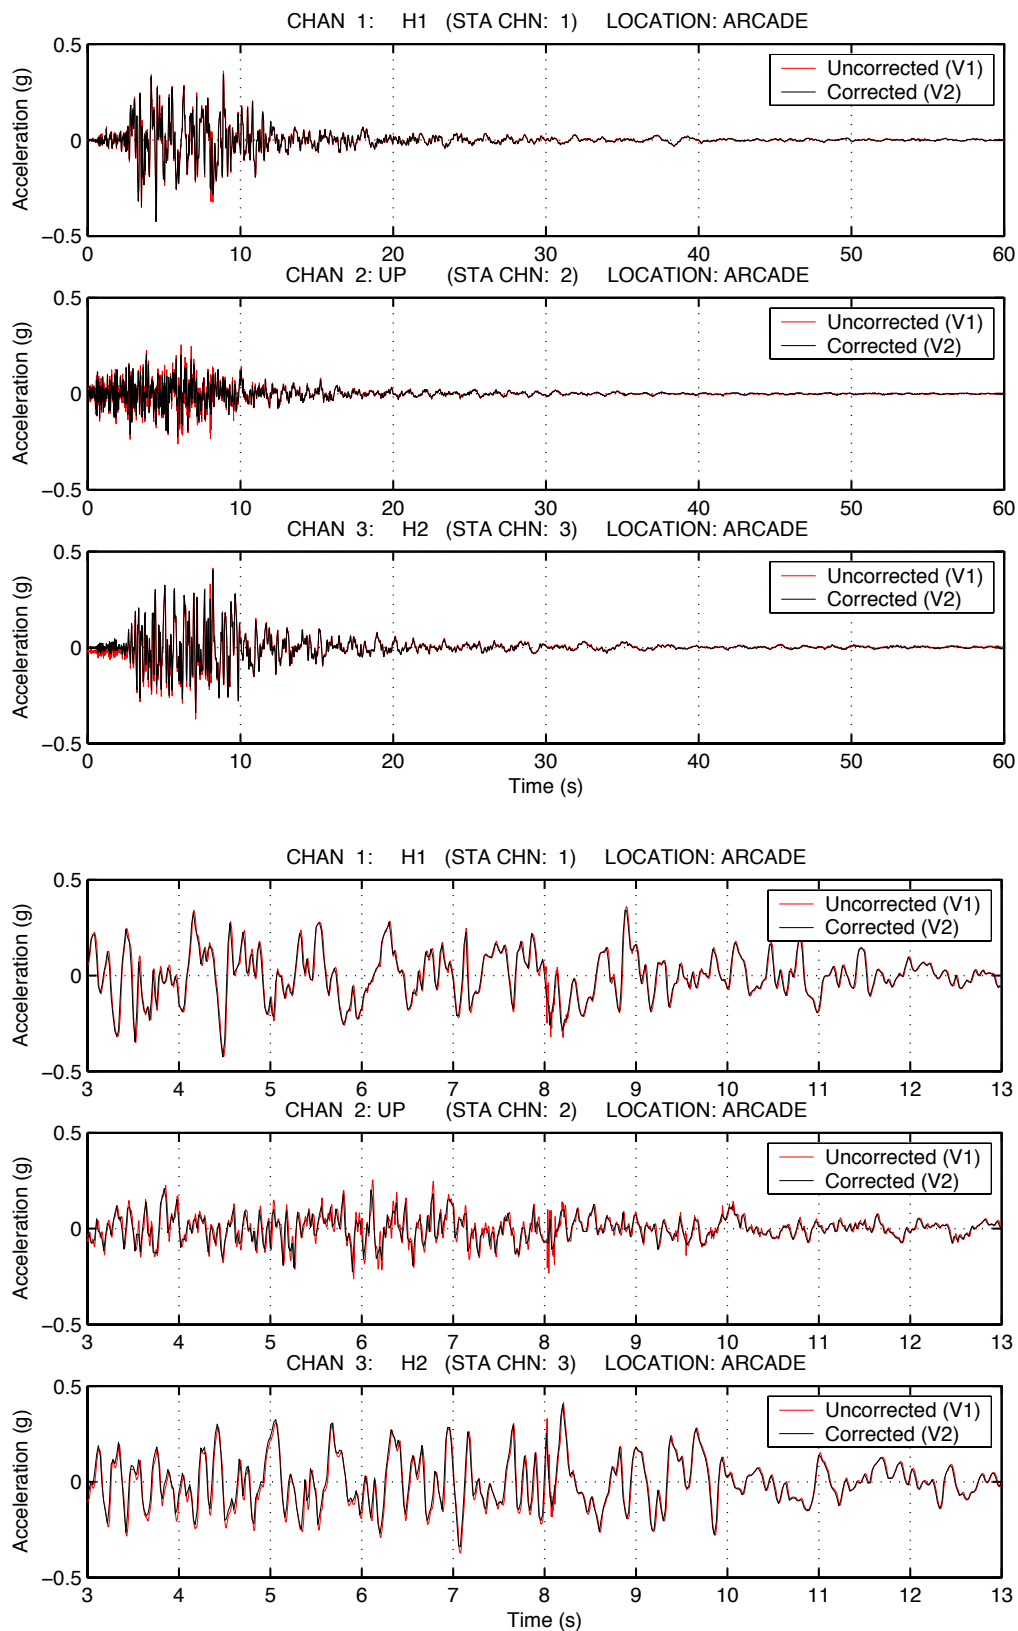 CHAN 1: H1 (STA CHN: 1) LOCATION: ARCADE
0.5
Uncorrected (V1)
Corrected (V2)
Acceleration (g)
0
−0.5
0 10 20 30 40 50 60
CHAN 2: UP (STA CHN: 2) LOCATION: ARCADE
0.5
Uncorrected (V1)
Corrected (V2)
Acceleration (g)
0
−0.5
0 10 20 30 40 50 60
CHAN 3: H2 (STA CHN: 3) LOCATION: ARCADE
0.5
Uncorrected (V1)
Corrected (V2)
Acceleration (g)
0
−0.5
0 10 20 30 40 50 60
Time (s)
CHAN 1: H1 (STA CHN: 1) LOCATION: ARCADE
0.5
Uncorrected (V1)
Corrected (V2)
Acceleration (g)
0
−0.5
3 4 5 6 7 8 9 10 11 12 13
CHAN 2: UP (STA CHN: 2) LOCATION: ARCADE
0.5
Uncorrected (V1)
Corrected (V2)
Acceleration (g)
0
−0.5
3 4 5 6 7 8 9 10 11 12 13
CHAN 3: H2 (STA CHN: 3) LOCATION: ARCADE
0.5
Uncorrected (V1)
Corrected (V2)
Acceleration (g)
0
−0.5
3 4 5 6 7 8 9 10 11 12 13
Time (s)